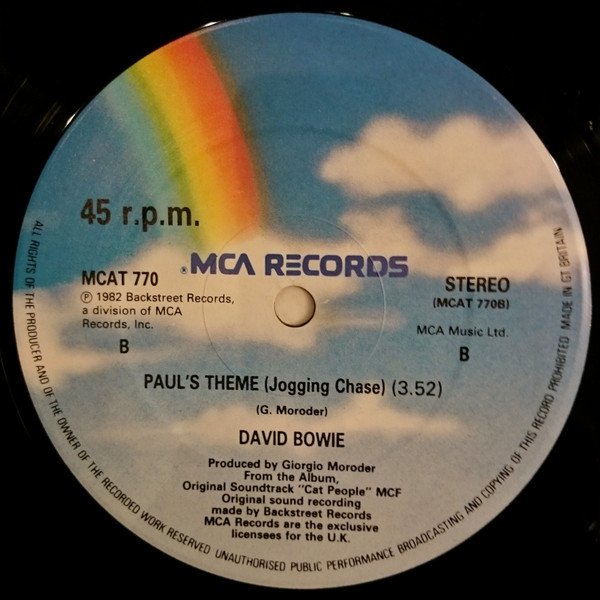 45 r.p.m.
® MCA RECORDS
MCAT 770
Ⓟ 1982 Backstreet Records,
a division of MCA
Records, Inc.
B
STEREO
(MCAT 770B)
MCA Music Ltd.
B
PAUL'S THEME (Jogging Chase) (3.52)
(G. Moroder)
DAVID BOWIE
Produced by Giorgio Moroder
From the Album,
Original Soundtrack "Cat People" MCF
Original sound recording
made by Backstreet Records
MCA Records are the exclusive
licensees for the U.K.
ALL RIGHTS OF THE PRODUCER AND OF THE OWNER OF THE RECORDED WORK RESERVED UNAUTHORISED PUBLIC PERFORMANCE BROADCASTING AND COPYING OF THIS RECORD PROHIBITED MADE IN GT BRITAIN